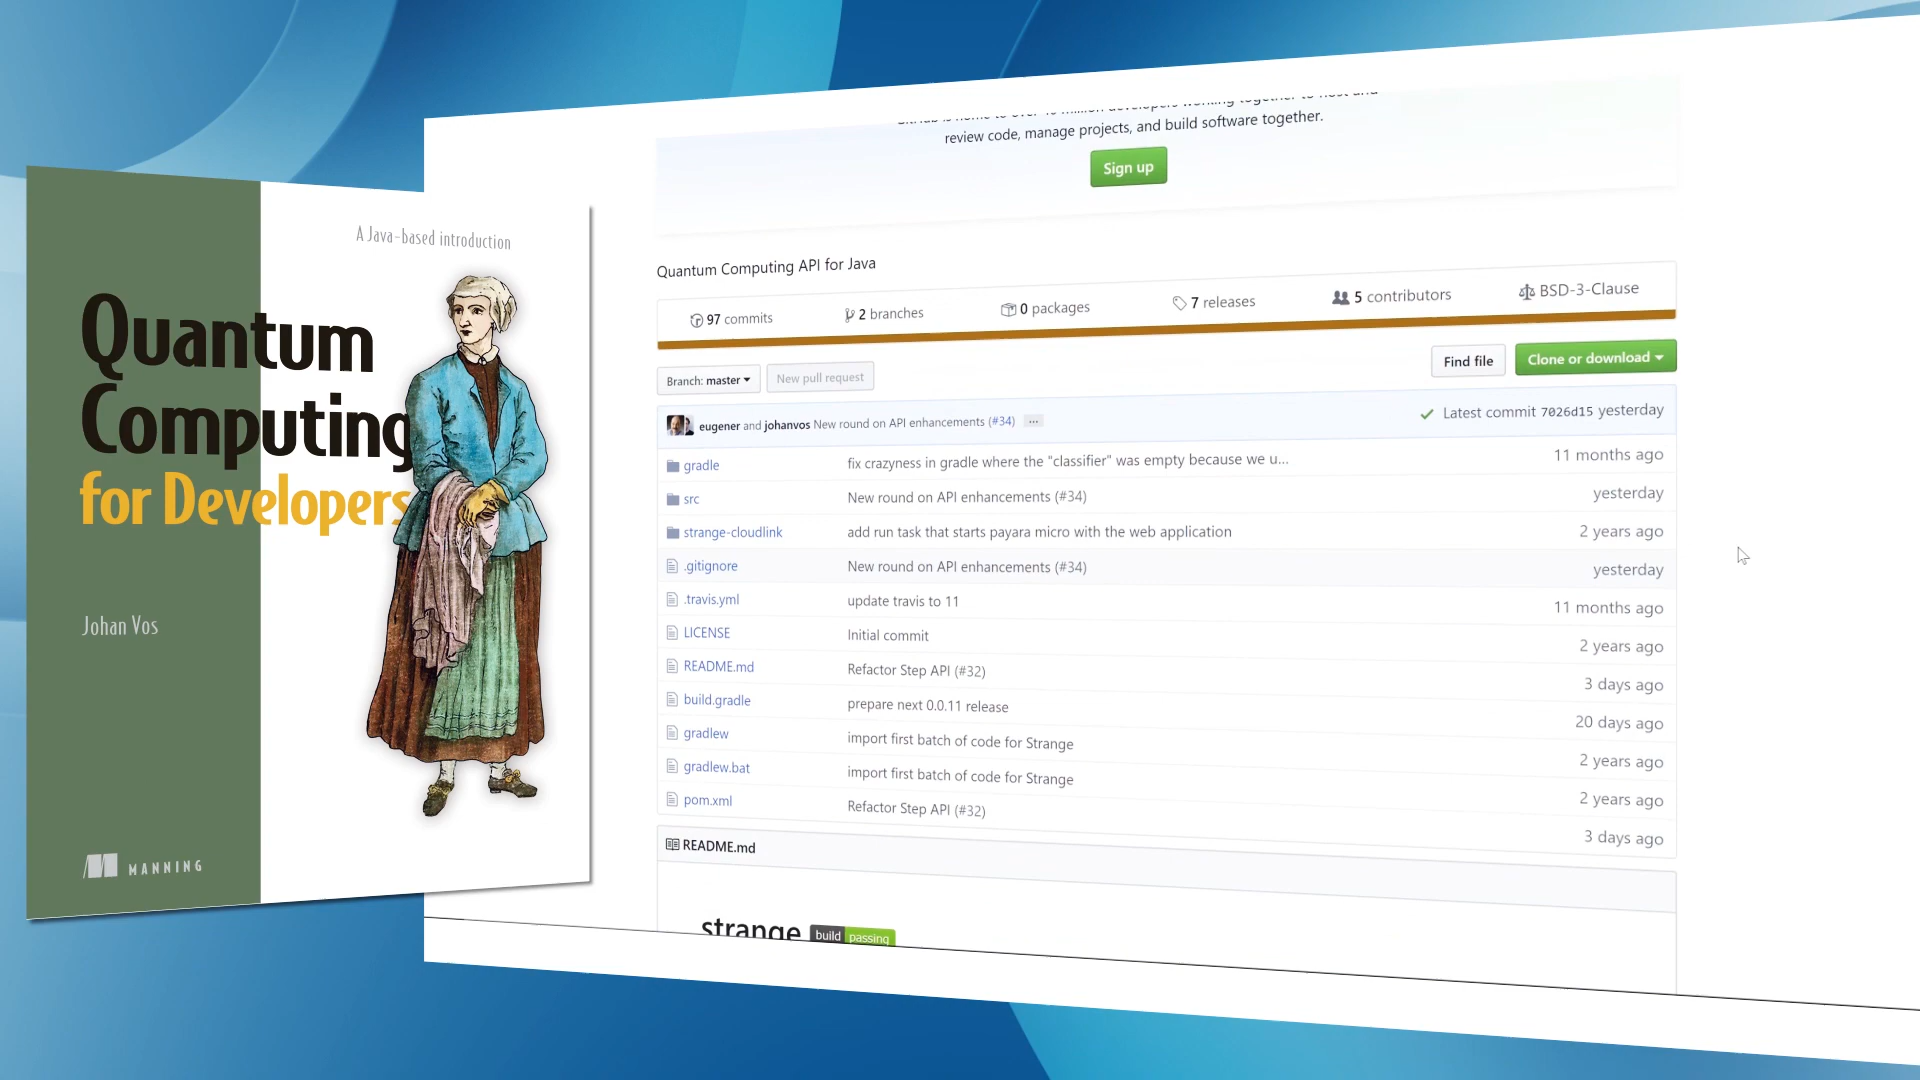 A Java-based introduction
Quantum
Computing
for Developers
Johan Vos
MANNING
review code, manage projects, and build software together.
Sign up
Quantum Computing API for Java
97 commits
2 branches
0 packages
7 releases
5 contributors
BSD-3-Clause
Branch: master
New pull request
Find file
Clone or download
eugener and johanvos New round on API enhancements (#34) ...
Latest commit 7026d15 yesterday
gradle fix crazyness in gradle where the "classifier" was empty because we u... 11 months ago
src New round on API enhancements (#34) yesterday
strange-cloudlink add run task that starts payara micro with the web application 2 years ago
.gitignore New round on API enhancements (#34) yesterday
.travis.yml update travis to 11 11 months ago
LICENSE Initial commit 2 years ago
README.md Refactor Step API (#32) 3 days ago
build.gradle prepare next 0.0.11 release 20 days ago
gradlew import first batch of code for Strange 2 years ago
gradlew.bat import first batch of code for Strange 2 years ago
pom.xml Refactor Step API (#32) 3 days ago
README.md
strange build passing